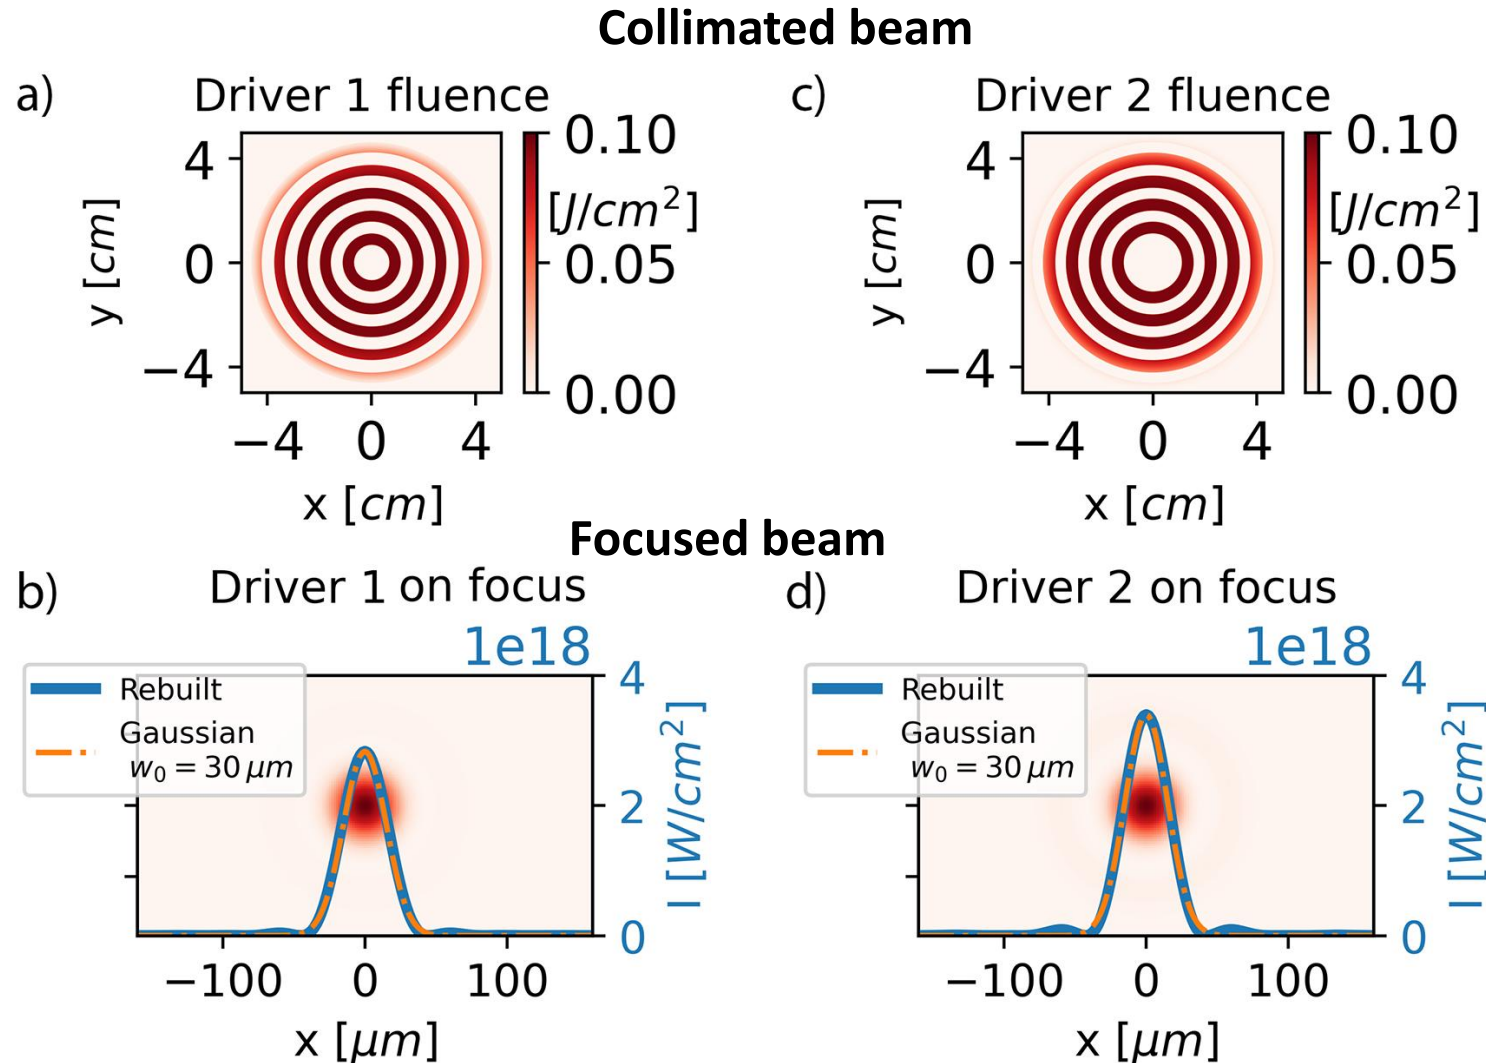 Collimated beam
a)
Driver 1 fluence
y [cm]
4
0
−4
−4 0 4
x [cm]
0.10
[J/cm²]
0.05
0.00
c)
Driver 2 fluence
y [cm]
4
0
−4
−4 0 4
x [cm]
0.10
[J/cm²]
0.05
0.00
Focused beam
b)
Driver 1 on focus
1e18
Rebuilt
Gaussian
w₀ = 30 μm
4
2
0
I [W/cm²]
−100 0 100
x [μm]
d)
Driver 2 on focus
1e18
Rebuilt
Gaussian
w₀ = 30 μm
4
2
0
I [W/cm²]
−100 0 100
x [μm]